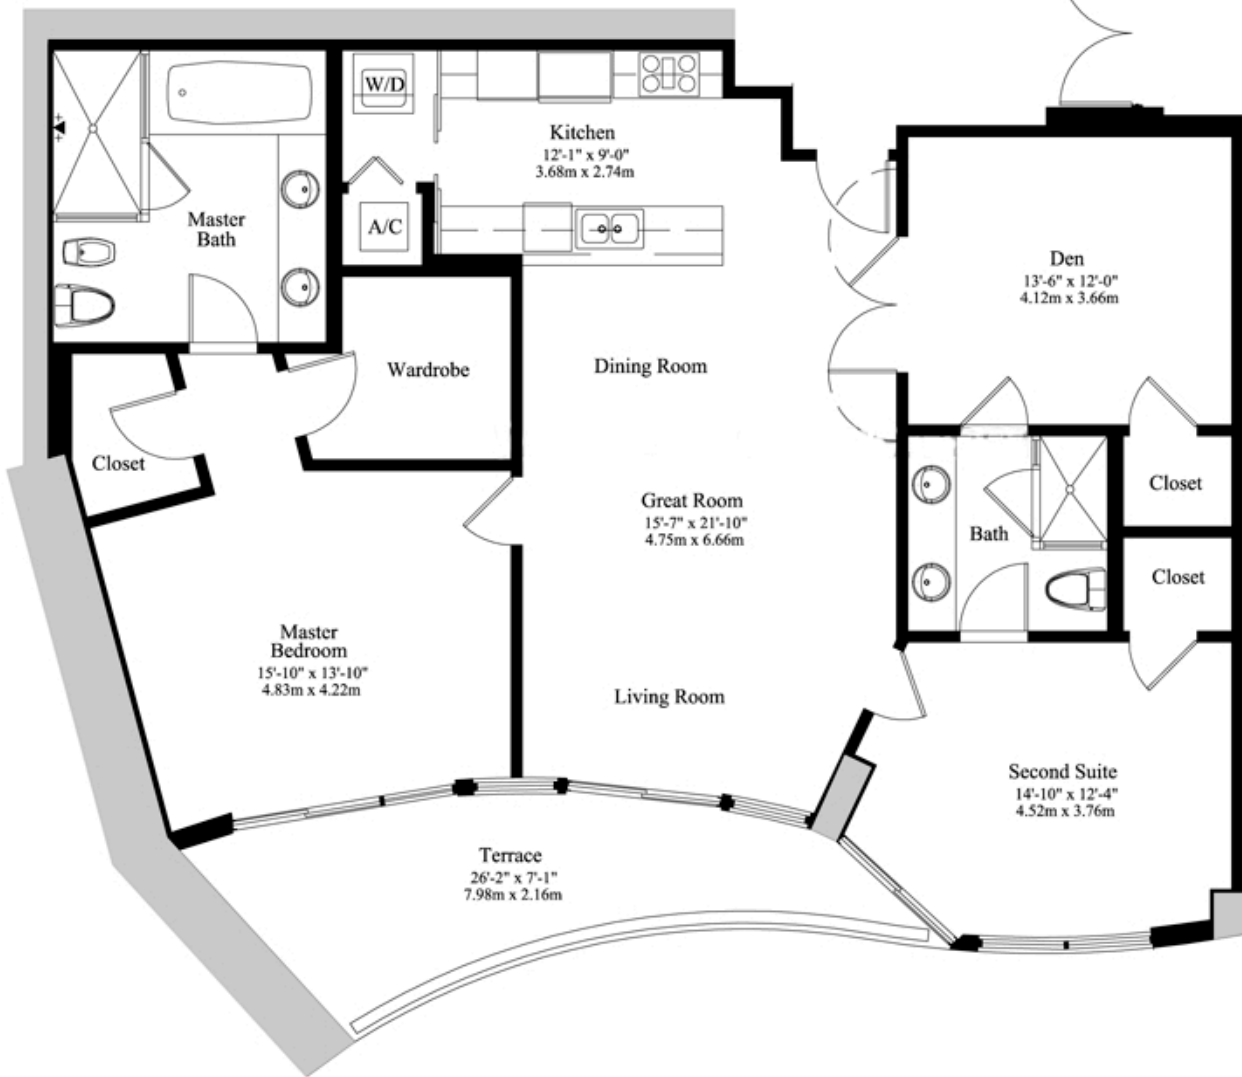 W/D
Kitchen
12'-1" x 9'-0"
3.68m x 2.74m
Master
Bath
A/C
Den
13'-6" x 12'-0"
4.12m x 3.66m
Wardrobe
Dining Room
Closet
Great Room
15'-7" x 21'-10"
4.75m x 6.66m
Closet
Bath
Closet
Master
Bedroom
15'-10" x 13'-10"
4.83m x 4.22m
Living Room
Second Suite
14'-10" x 12'-4"
4.52m x 3.76m
Terrace
26'-2" x 7'-1"
7.98m x 2.16m